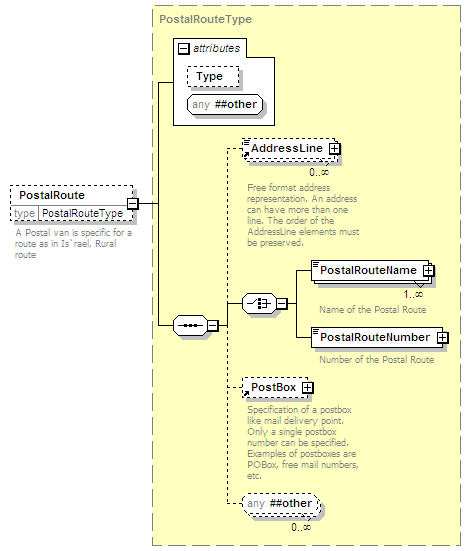 PostalRouteType
attributes
Type
any ##other
AddressLine
0..∞
Free format address
representation. An address
can have more than one
line. The order of the
AddressLine elements must
be preserved.
PostalRoute
type PostalRouteType
A Postal van is specific for a
route as in Is`rael, Rural
route
PostalRouteName
1..∞
Name of the Postal Route
PostalRouteNumber
Number of the Postal Route
PostBox
Specification of a postbox
like mail delivery point.
Only a single postbox
number can be specified.
Examples of postboxes are
POBox, free mail numbers,
etc.
any ##other
0..∞